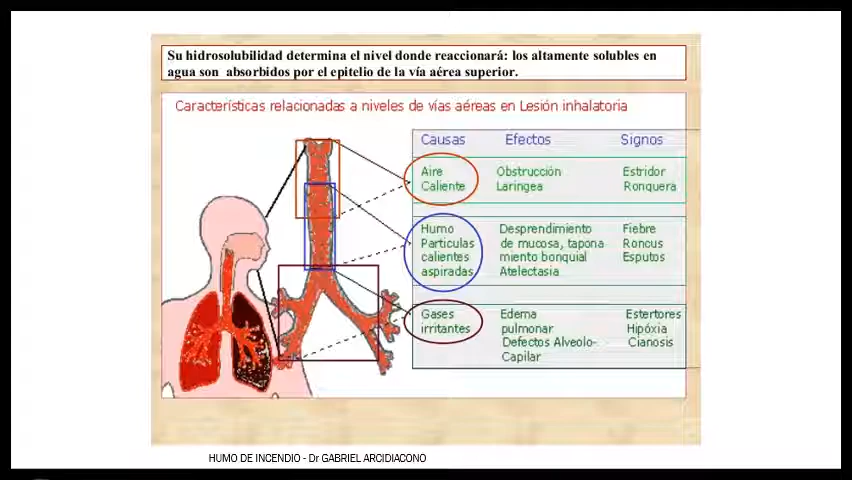 Su hidrosolubilidad determina el nivel donde reaccionará: los altamente solubles en
agua son absorbidos por el epitelio de la vía aérea superior.
Características relacionadas a niveles de vías aéreas en Lesión inhalatoria
Causas Efectos Signos
Aire Obstrucción Estridor
Caliente Laringea Ronquera
Humo Desprendimiento Fiebre
Particulas de mucosa, tapona Roncus
calientes miento bonquial Esputos
aspiradas Atelectasia
Gases Edema Estertores
irritantes pulmonar Hipóxia
Defectos Alveolo- Cianosis
Capilar
HUMO DE INCENDIO - Dr GABRIEL ARCIDIACONO